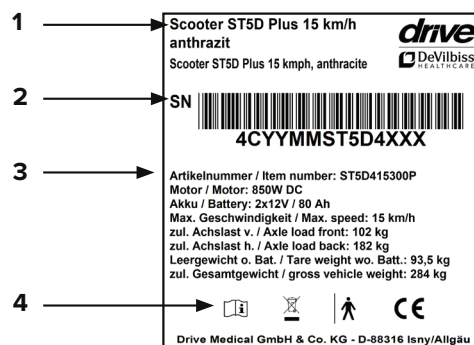 1
Scooter ST5D Plus 15 km/h
anthrazit
Scooter ST5D Plus 15 kmph, anthracite
drive
DeVilbiss
HEALTHCARE
2
SN
4CYYMMST5D4XXX
3
Artikelnummer / Item number: ST5D415300P
Motor / Motor: 850W DC
Akku / Battery: 2x12V / 80 Ah
Max. Geschwindigkeit / Max. speed: 15 km/h
zul. Achslast v. / Axle load front: 102 kg
zul. Achslast h. / Axle load back: 182 kg
Leergewicht o. Bat. / Tare weight wo. Batt.: 93,5 kg
zul. Gesamtgewicht / gross vehicle weight: 284 kg
4
i
CE
Drive Medical GmbH & Co. KG - D-88316 Isny/Allgäu